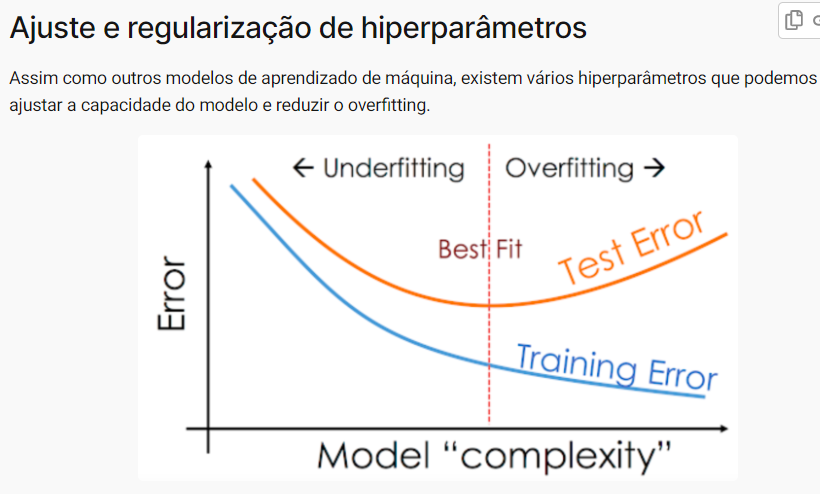 Ajuste e regularização de hiperparâmetros
Assim como outros modelos de aprendizado de máquina, existem vários hiperparâmetros que podemos
ajustar a capacidade do modelo e reduzir o overfitting.
← Underfitting
Overfitting →
Best Fit
Test Error
Error
Training Error
Model “complexity”